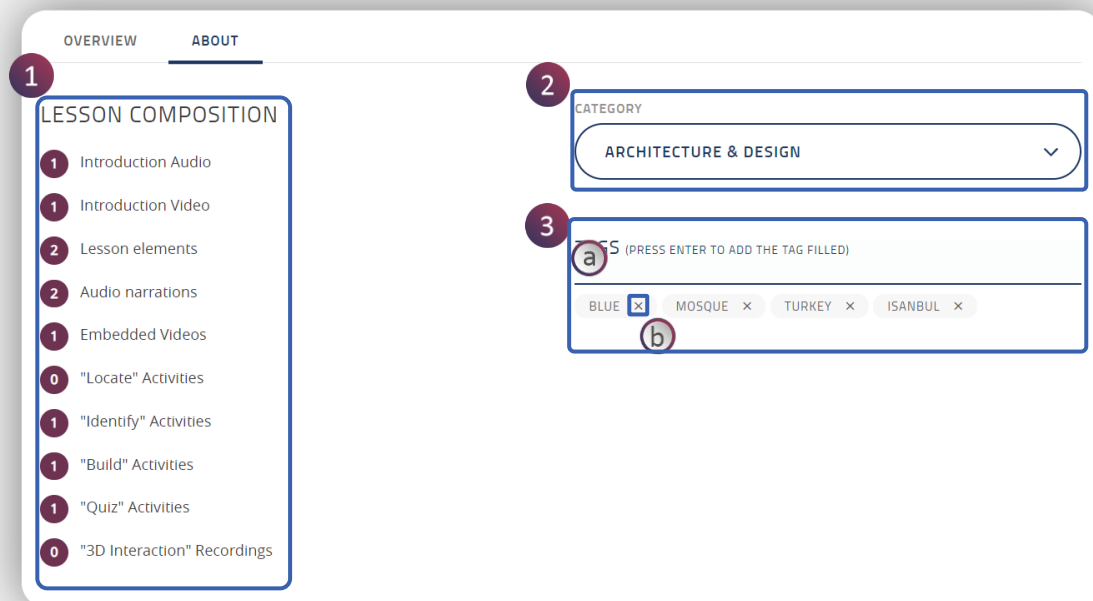 OVERVIEW ABOUT
1
LESSON COMPOSITION
1 Introduction Audio
1 Introduction Video
2 Lesson elements
2 Audio narrations
1 Embedded Videos
0 "Locate" Activities
1 "Identify" Activities
1 "Build" Activities
1 "Quiz" Activities
0 "3D Interaction" Recordings
2
CATEGORY
ARCHITECTURE & DESIGN
3
a
(PRESS ENTER TO ADD THE TAG FILLED)
BLUE × MOSQUE × TURKEY × ISANBUL ×
b